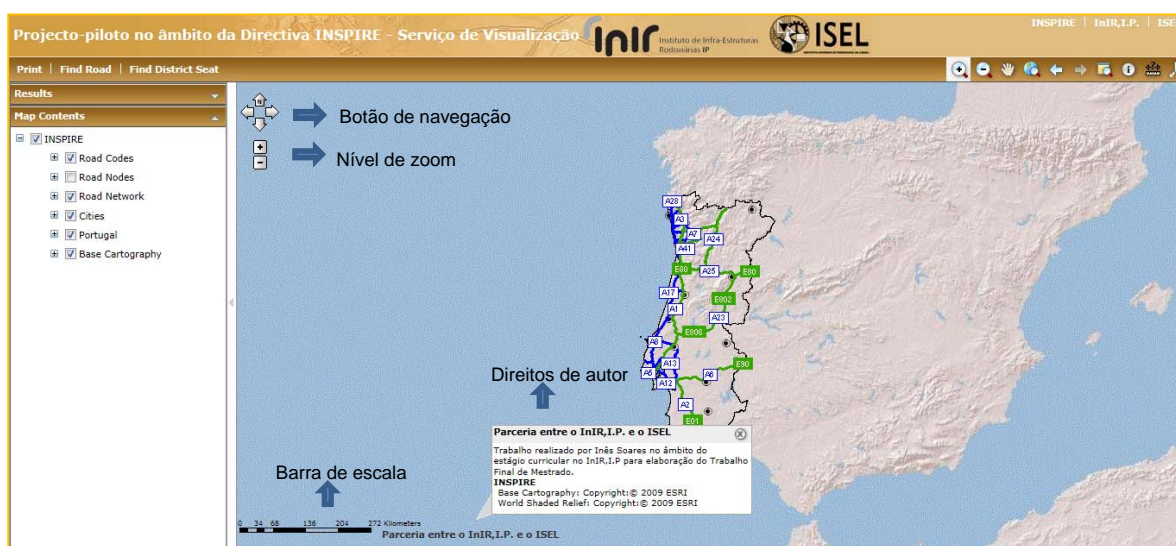 Projecto-piloto no âmbito da Directiva INSPIRE - Serviço de Visualização
InIR
Instituto de Infra-Estruturas
Rodoviárias IP
ISEL
INSPIRE | InIR,I.P. | ISE
Print | Find Road | Find District Seat
Results
Map Contents
INSPIRE
Road Codes
Road Nodes
Road Network
Cities
Portugal
Base Cartography
N
Botão de navegação
Nível de zoom
A28
A3
A7
A24
A41
E80
A25
E80
A17
E802
A1
A23
E806
A8
A13
E90
A5
A6
A12
A2
E01
Direitos de autor
Parceria entre o InIR,I.P. e o ISEL
Trabalho realizado por Inês Soares no âmbito do
estágio curricular no InIR,I.P para elaboração do Trabalho
Final de Mestrado.
INSPIRE
Base Cartography: Copyright:© 2009 ESRI
World Shaded Relief: Copyright:© 2009 ESRI
Barra de escala
0 34 68 136 204 272 Kilometers
Parceria entre o InIR,I.P. e o ISEL